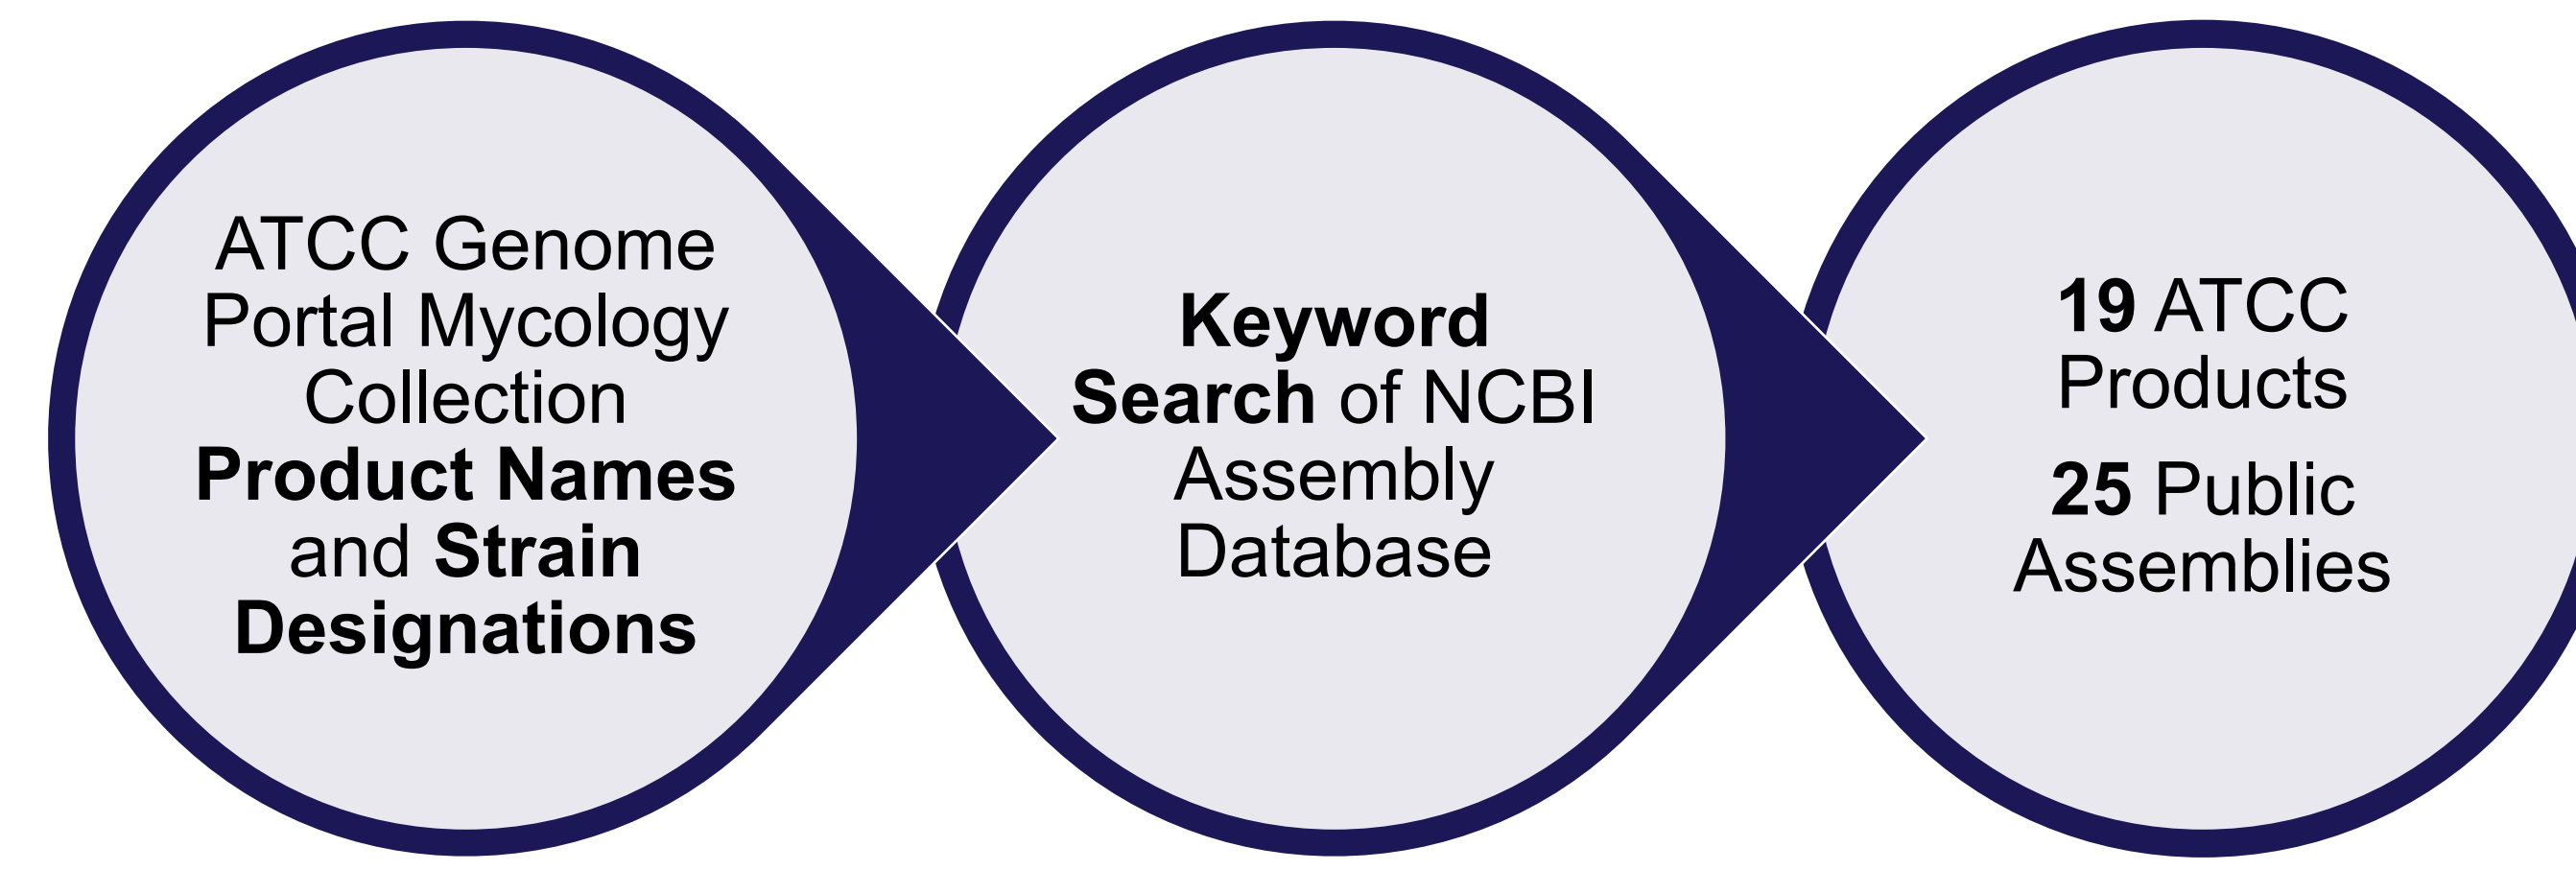 ATCC Genome
Portal Mycology
Collection
Product Names
and Strain
Designations
Keyword
Search of NCBI
Assembly
Database
19 ATCC
Products
25 Public
Assemblies